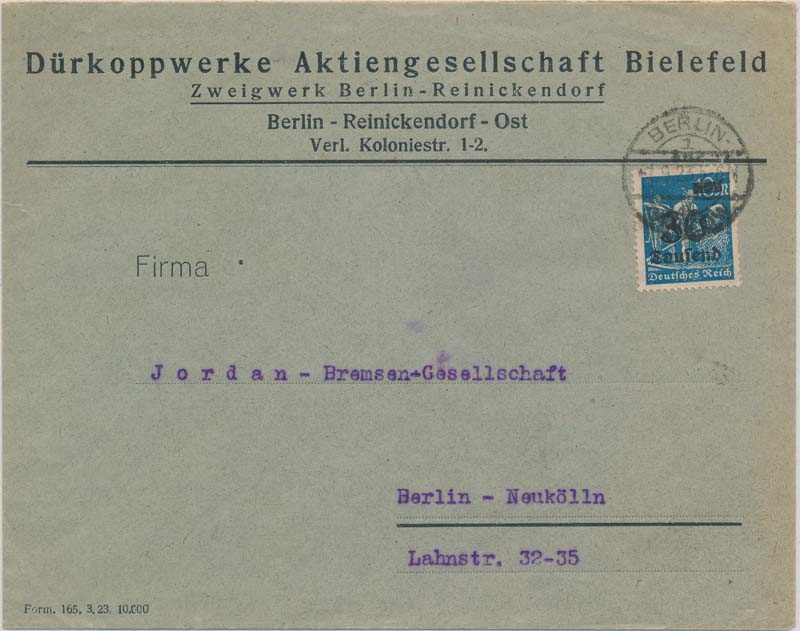 Dürkoppwerke Aktiengesellschaft Bielefeld
Zweigwerk Berlin-Reinickendorf
Berlin - Reinickendorf - Ost
Verl. Koloniestr. 1-2.
BERLIN-
30
Tausend
Deutsches Reich
Firma
Jordan - Bremsen-Gesellschaft
Berlin - Neukölln
Lahnstr. 32-35
Form. 165. 3. 23. 10.000